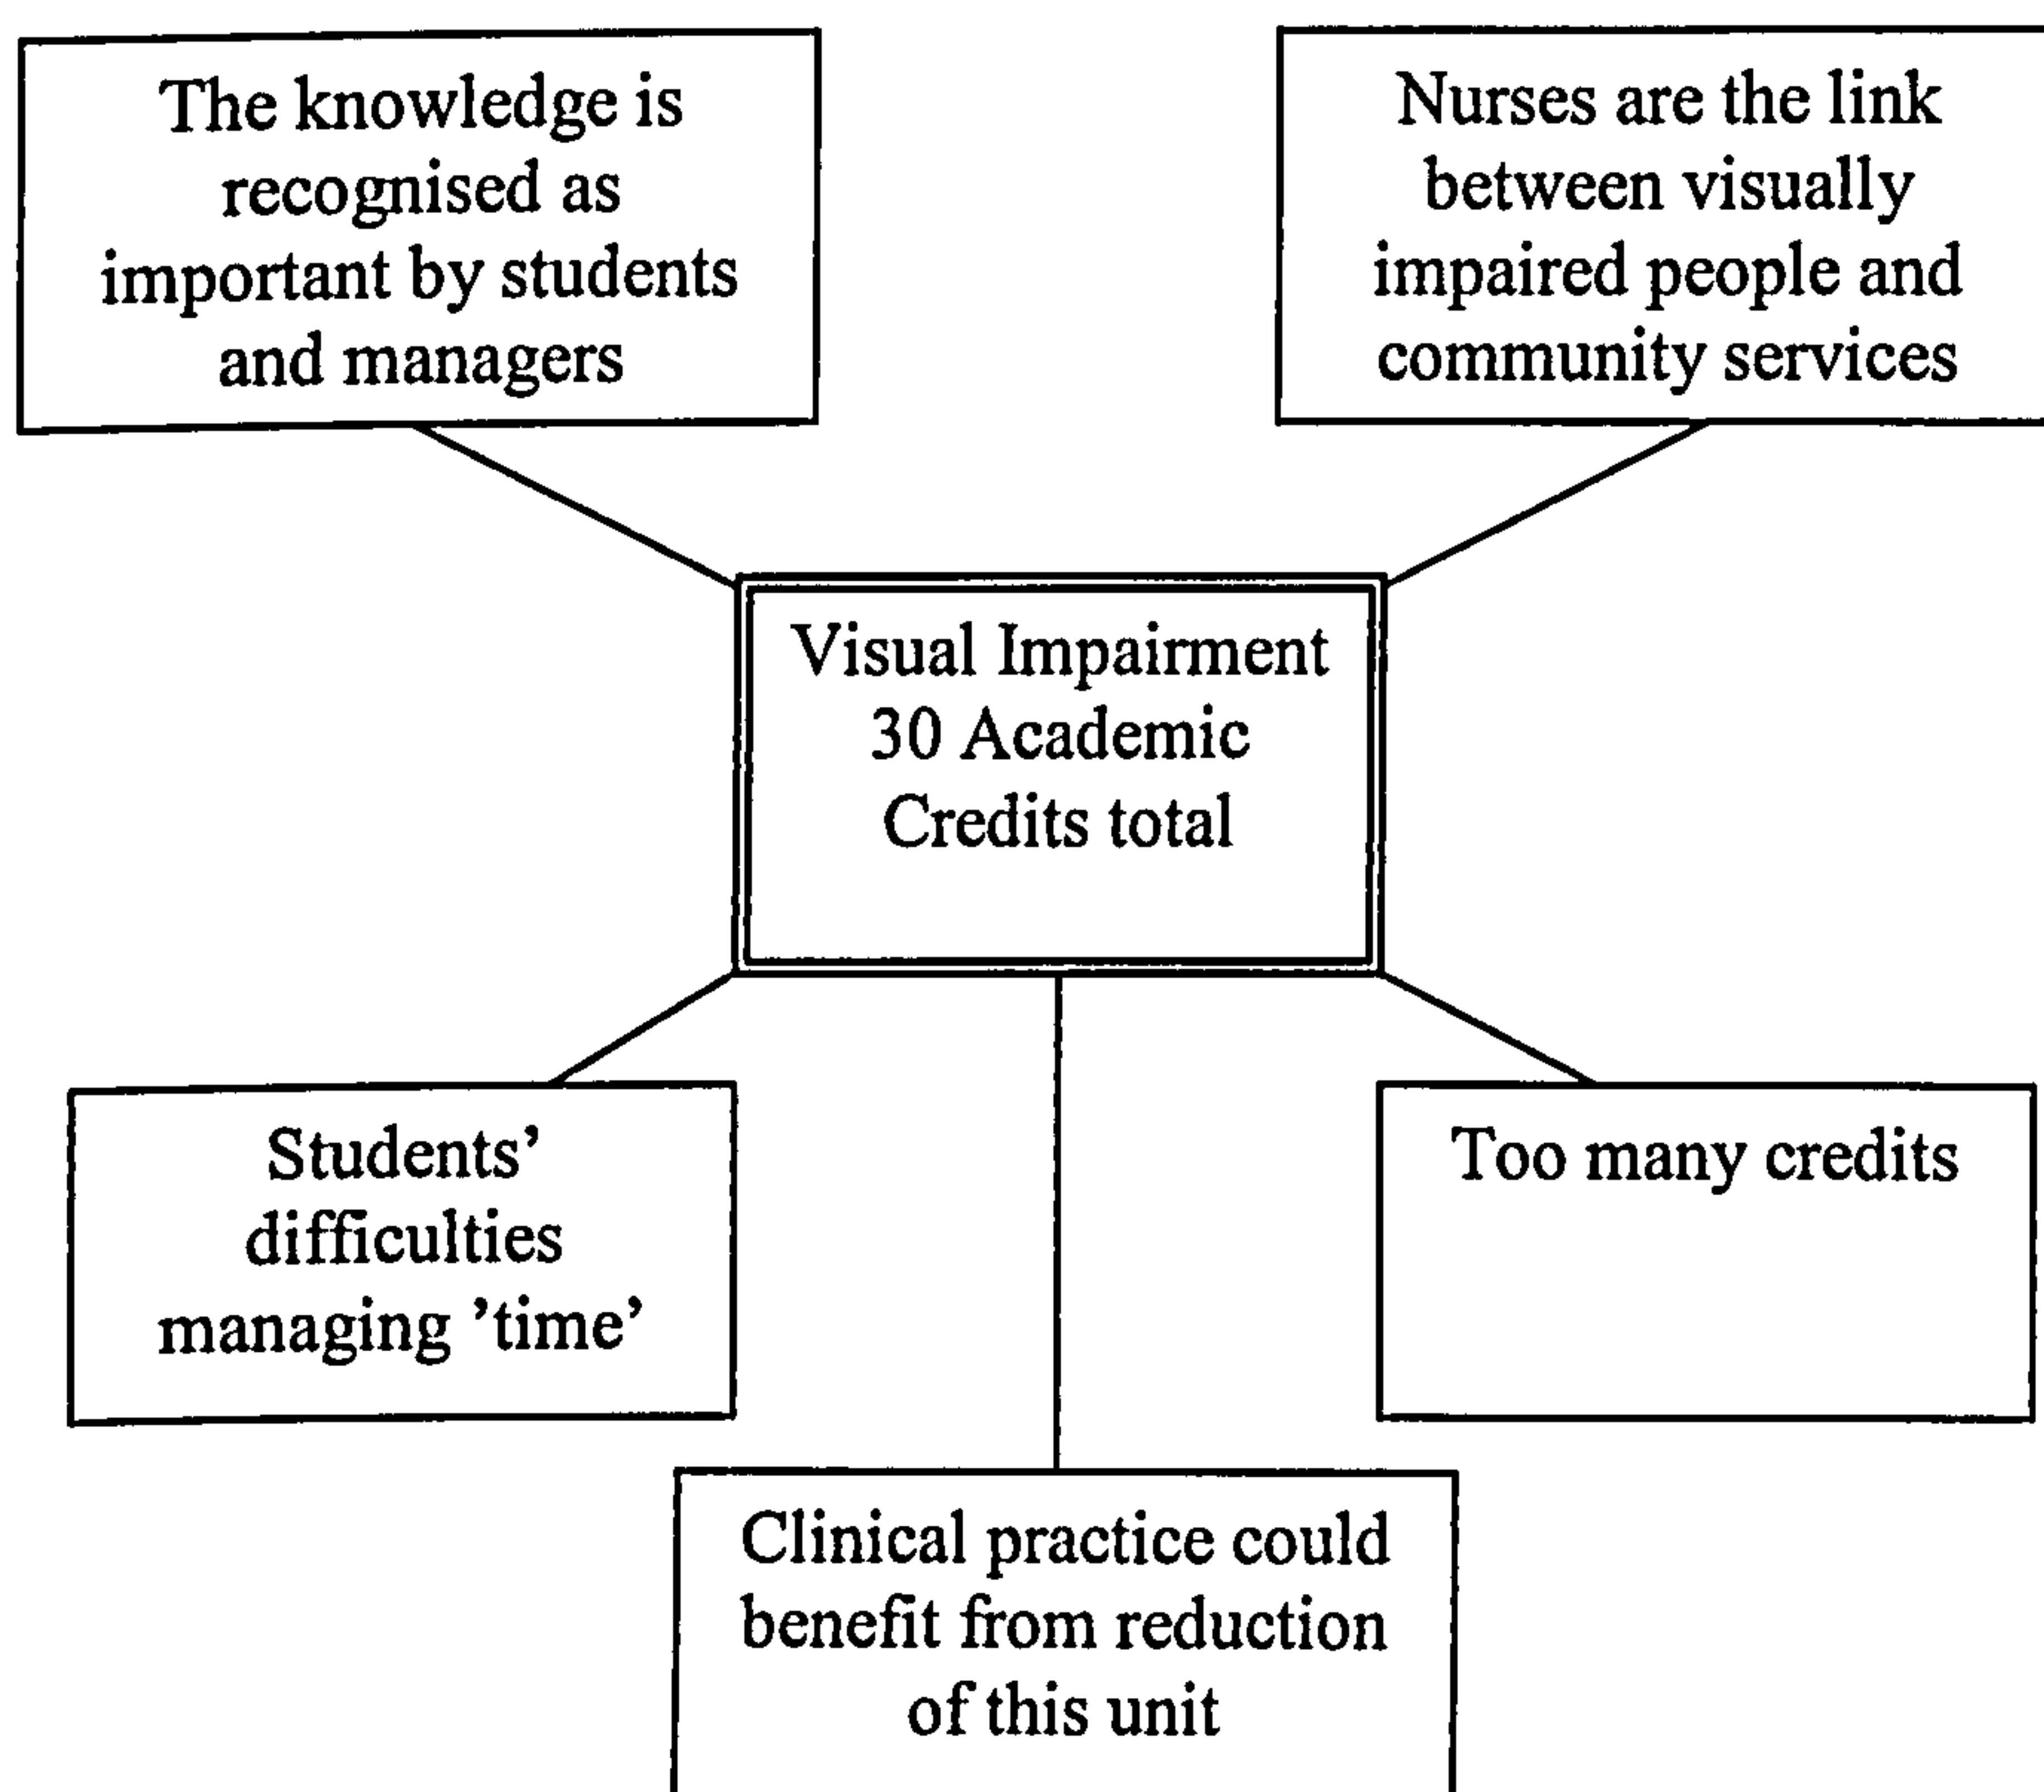 The knowledge is
recognised as
important by students
and managers
Nurses are the link
between visually
impaired people and
community services
Visual Impairment
30 Academic
Credits total
Students’
difficulties
managing ’time’
Too many credits
Clinical practice could
benefit from reduction
of this unit